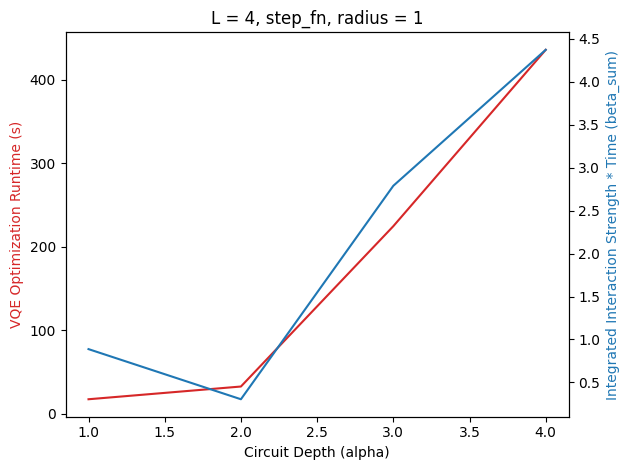 L = 4, step_fn, radius = 1
VQE Optimization Runtime (s)
400
300
200
100
0
1.0 1.5 2.0 2.5 3.0 3.5 4.0
Circuit Depth (alpha)
4.5
4.0
3.5
3.0
2.5
2.0
1.5
1.0
0.5
Integrated Interaction Strength * Time (beta_sum)